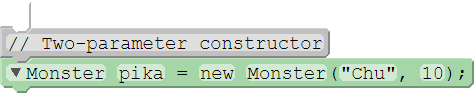 // Two-parameter constructor
▼Monster pika = new Monster("Chu", 10);